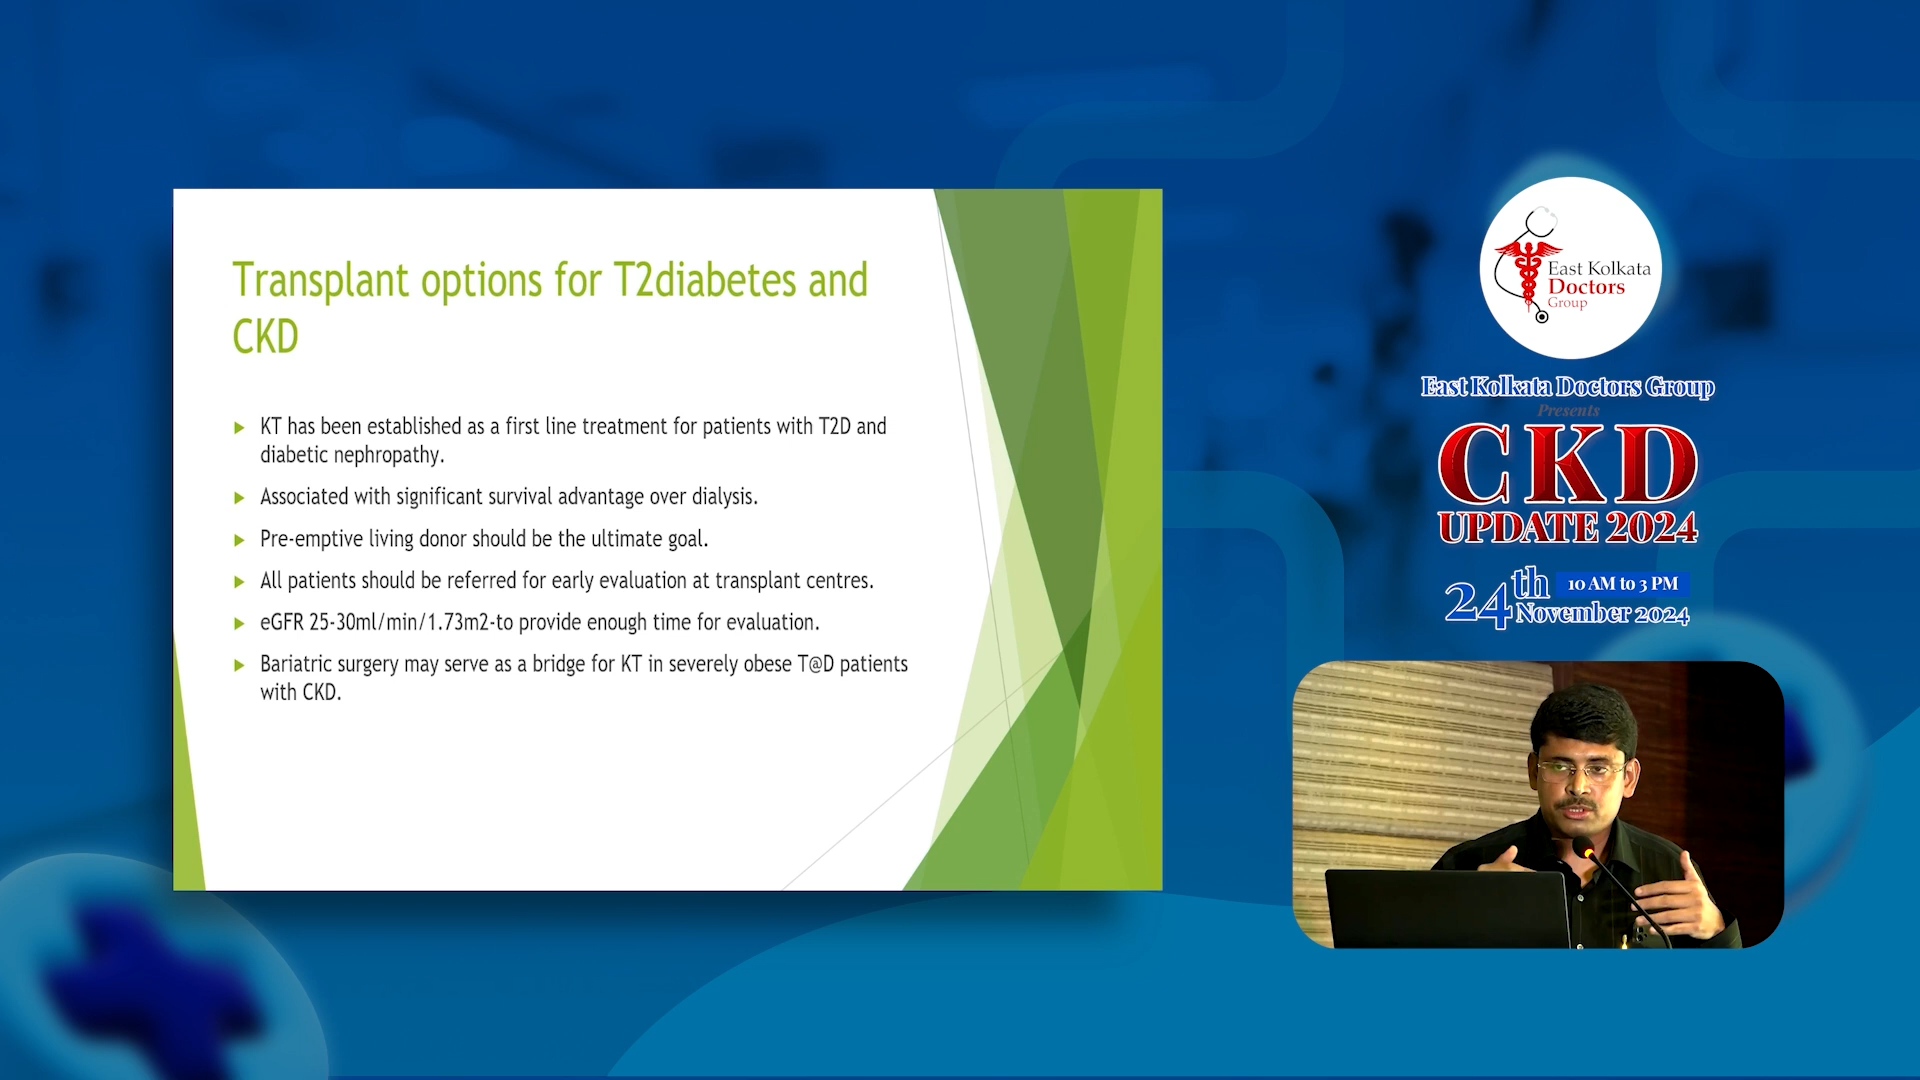 Transplant options for T2diabetes and
CKD
KT has been established as a first line treatment for patients with T2D and
diabetic nephropathy.
Associated with significant survival advantage over dialysis.
Pre-emptive living donor should be the ultimate goal.
All patients should be referred for early evaluation at transplant centres.
eGFR 25-30ml/min/1.73m2-to provide enough time for evaluation.
Bariatric surgery may serve as a bridge for KT in severely obese T@D patients
with CKD.
East Kolkata
Doctors
Group
East Kolkata Doctors Group
Presents
CKD
UPDATE 2024
24th 10 AM to 3 PM
November 2024